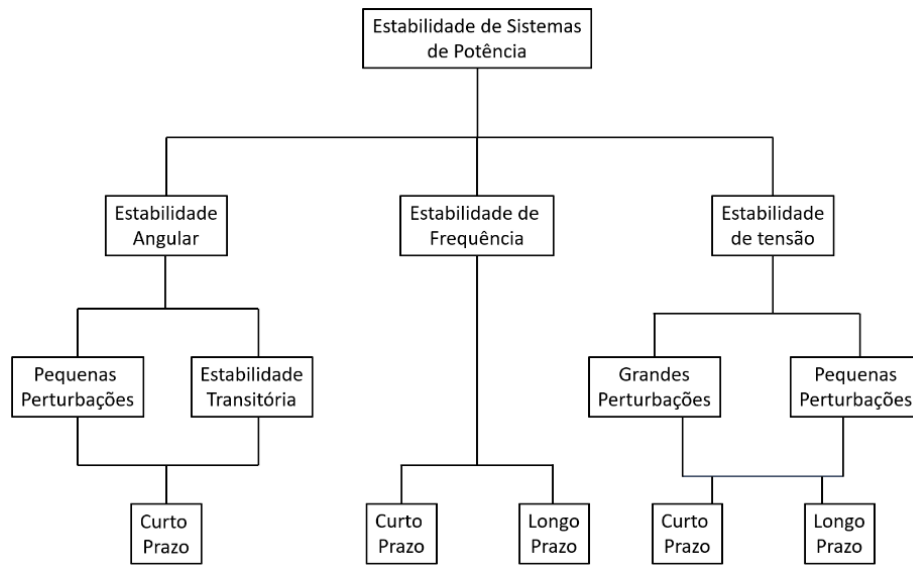 Estabilidade de Sistemas
de Potência
Estabilidade
Angular
Estabilidade de
Frequência
Estabilidade
de tensão
Pequenas
Perturbações
Estabilidade
Transitória
Grandes
Perturbações
Pequenas
Perturbações
Curto
Prazo
Curto
Prazo
Longo
Prazo
Curto
Prazo
Longo
Prazo